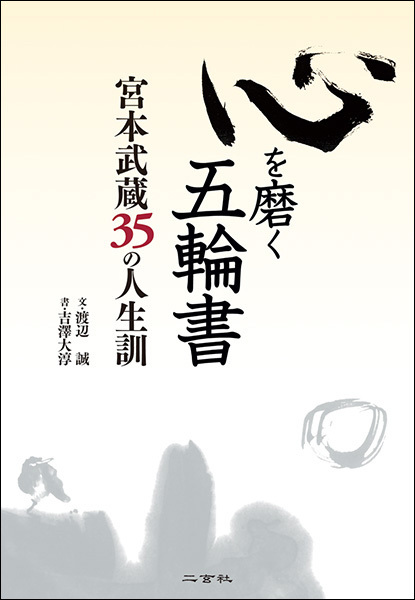 心を磨く
五輪書
宮本武蔵35の人生訓
文・渡辺 誠
書・吉澤大淳
二玄社